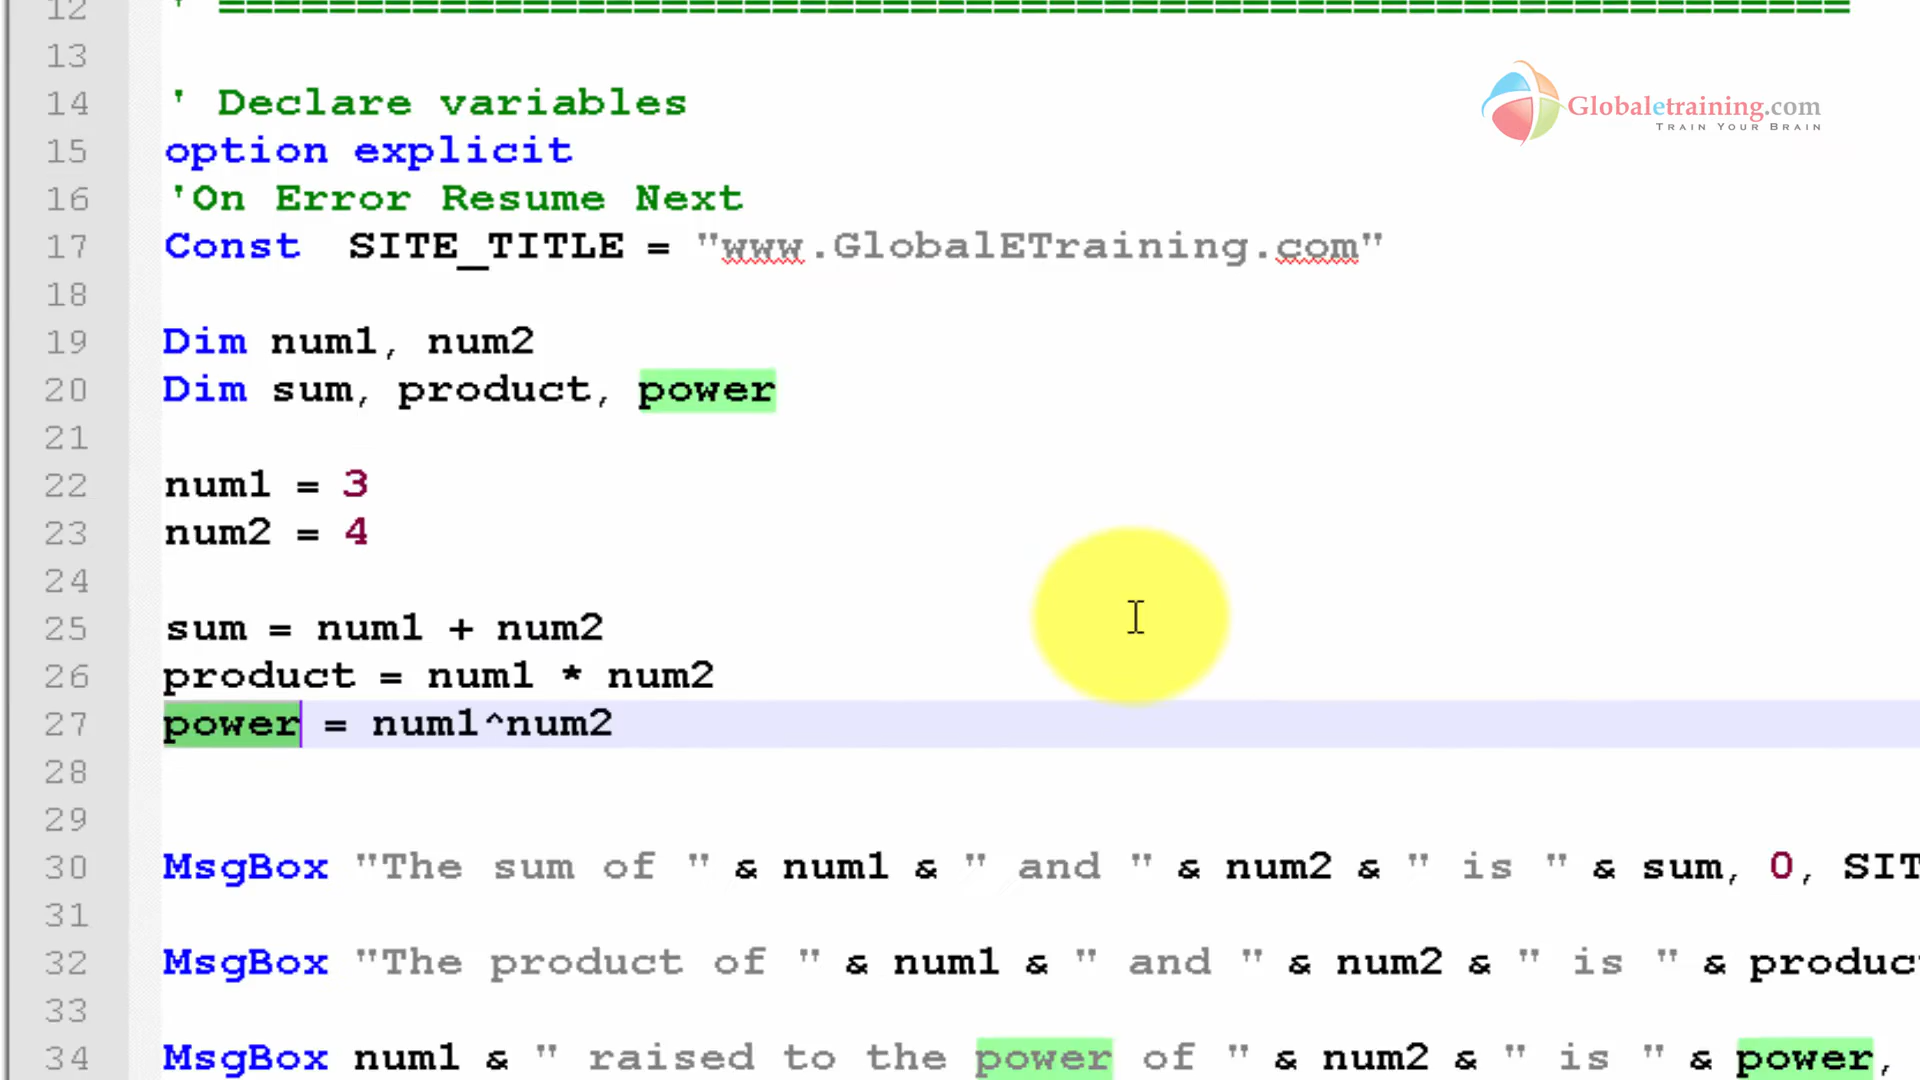 12 ' ===========================================================
13
14 ' Declare variables
15 option explicit
16 'On Error Resume Next
17 Const  SITE_TITLE = "www.GlobalETraining.com"
18
19 Dim num1, num2
20 Dim sum, product, power
21
22 num1 = 3
23 num2 = 4
24
25 sum = num1 + num2
26 product = num1 * num2
27 power = num1^num2
28
29
30 MsgBox "The sum of " & num1 & " and " & num2 & " is " & sum, 0, SIT
31
32 MsgBox "The product of " & num1 & " and " & num2 & " is " & product
33
34 MsgBox num1 & " raised to the power of " & num2 & " is " & power,
Globaletraining.com
TRAIN YOUR BRAIN